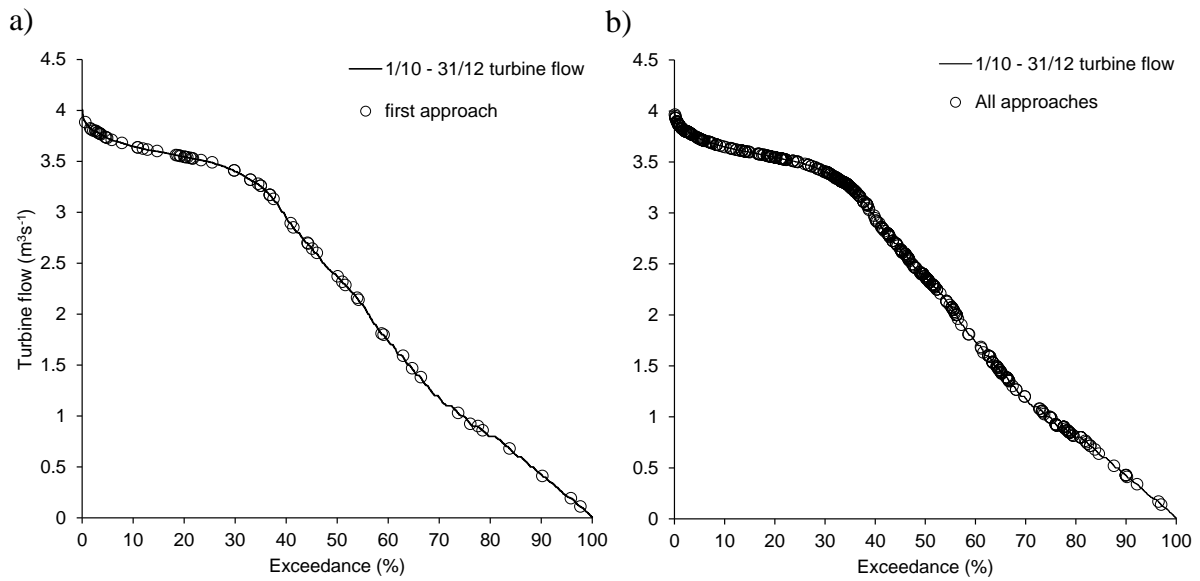 a)
4.5
4
3.5
3
2.5
2
1.5
1
0.5
0
Turbine flow (m³s⁻¹)
1/10 - 31/12 turbine flow
first approach
0 10 20 30 40 50 60 70 80 90 100
Exceedance (%)
b)
4.5
4
3.5
3
2.5
2
1.5
1
0.5
0
1/10 - 31/12 turbine flow
All approaches
0 10 20 30 40 50 60 70 80 90 100
Exceedance (%)